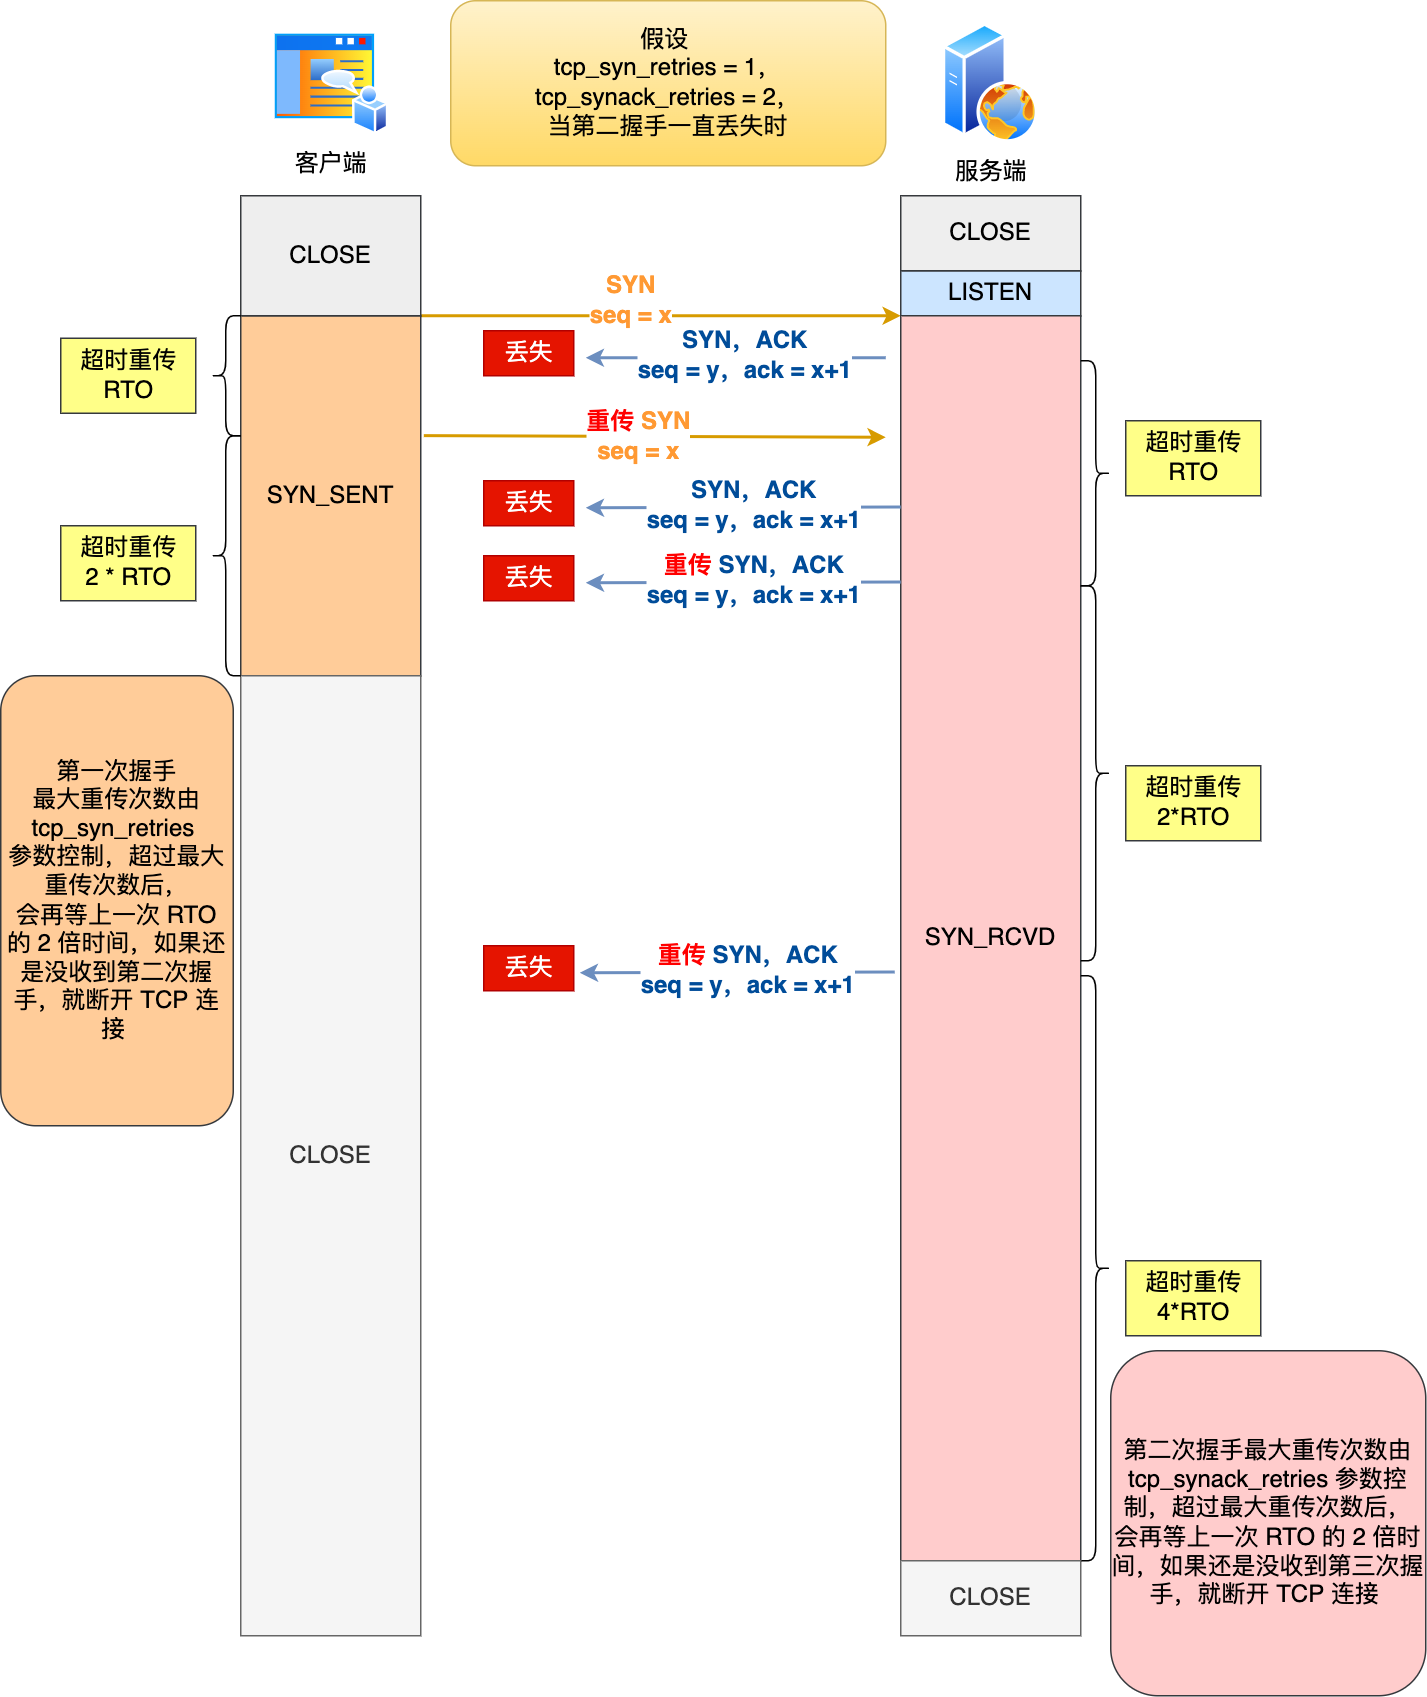 假设
tcp_syn_retries = 1，
tcp_synack_retries = 2，
当第二握手一直丢失时
客户端
服务端
CLOSE
CLOSE
LISTEN
SYN
seq = x
超时重传
RTO
丢失
SYN，ACK
seq = y，ack = x+1
重传 SYN
seq = x
超时重传
RTO
SYN_SENT
丢失
SYN，ACK
seq = y，ack = x+1
超时重传
2 * RTO
丢失
重传 SYN，ACK
seq = y，ack = x+1
超时重传
2*RTO
第一次握手
最大重传次数由
tcp_syn_retries
参数控制，超过最大
重传次数后，
会再等上一次 RTO
的 2 倍时间，如果还
是没收到第二次握
手，就断开 TCP 连
接
SYN_RCVD
丢失
重传 SYN，ACK
seq = y，ack = x+1
CLOSE
超时重传
4*RTO
第二次握手最大重传次数由
tcp_synack_retries 参数控
制，超过最大重传次数后，
会再等上一次 RTO 的 2 倍时
间，如果还是没收到第三次握
手，就断开 TCP 连接
CLOSE